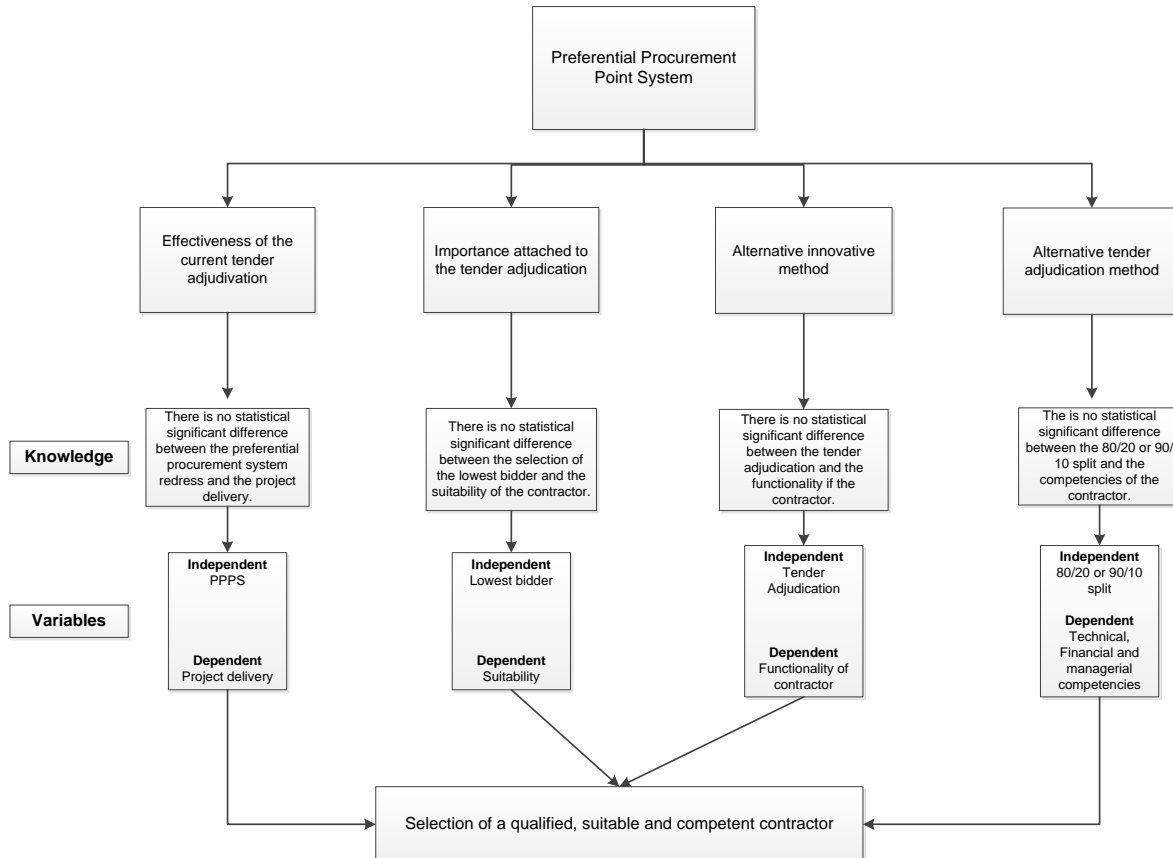 Preferential Procurement
Point System
Effectiveness of the
current tender
adjudivation
Importance attached to
the tender adjudication
Alternative innovative
method
Alternative tender
adjudication method
Knowledge
There is no statistical
significant difference
between the preferential
procurement system
redress and the project
delivery.
There is no statistical
significant difference
between the selection of
the lowest bidder and the
suitability of the contractor.
There is no statistical
significant difference
between the tender
adjudication and the
functionality if the
contractor.
The is no statistical
significant difference
between the 80/20 or 90/
10 split and the
competencies of the
contractor.
Variables
Independent
PPPS
Dependent
Project delivery
Independent
Lowest bidder
Dependent
Suitability
Independent
Tender
Adjudication
Dependent
Functionality of
contractor
Independent
80/20 or 90/10
split
Dependent
Technical,
Financial and
managerial
competencies
Selection of a qualified, suitable and competent contractor